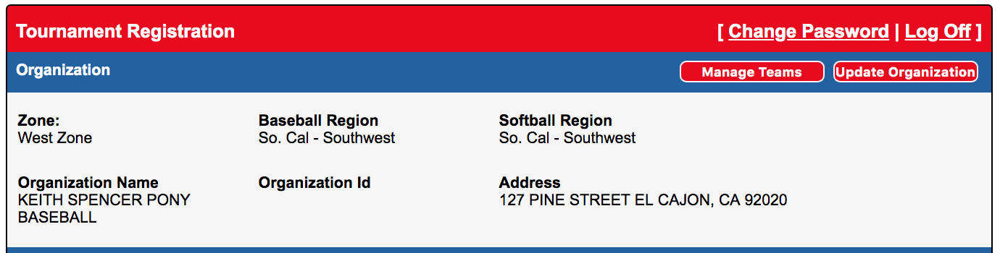 Tournament Registration [ Change Password | Log Off ]
Organization Manage Teams Update Organization
Zone: Baseball Region Softball Region
West Zone So. Cal - Southwest So. Cal - Southwest
Organization Name Organization Id Address
KEITH SPENCER PONY 127 PINE STREET EL CAJON, CA 92020
BASEBALL